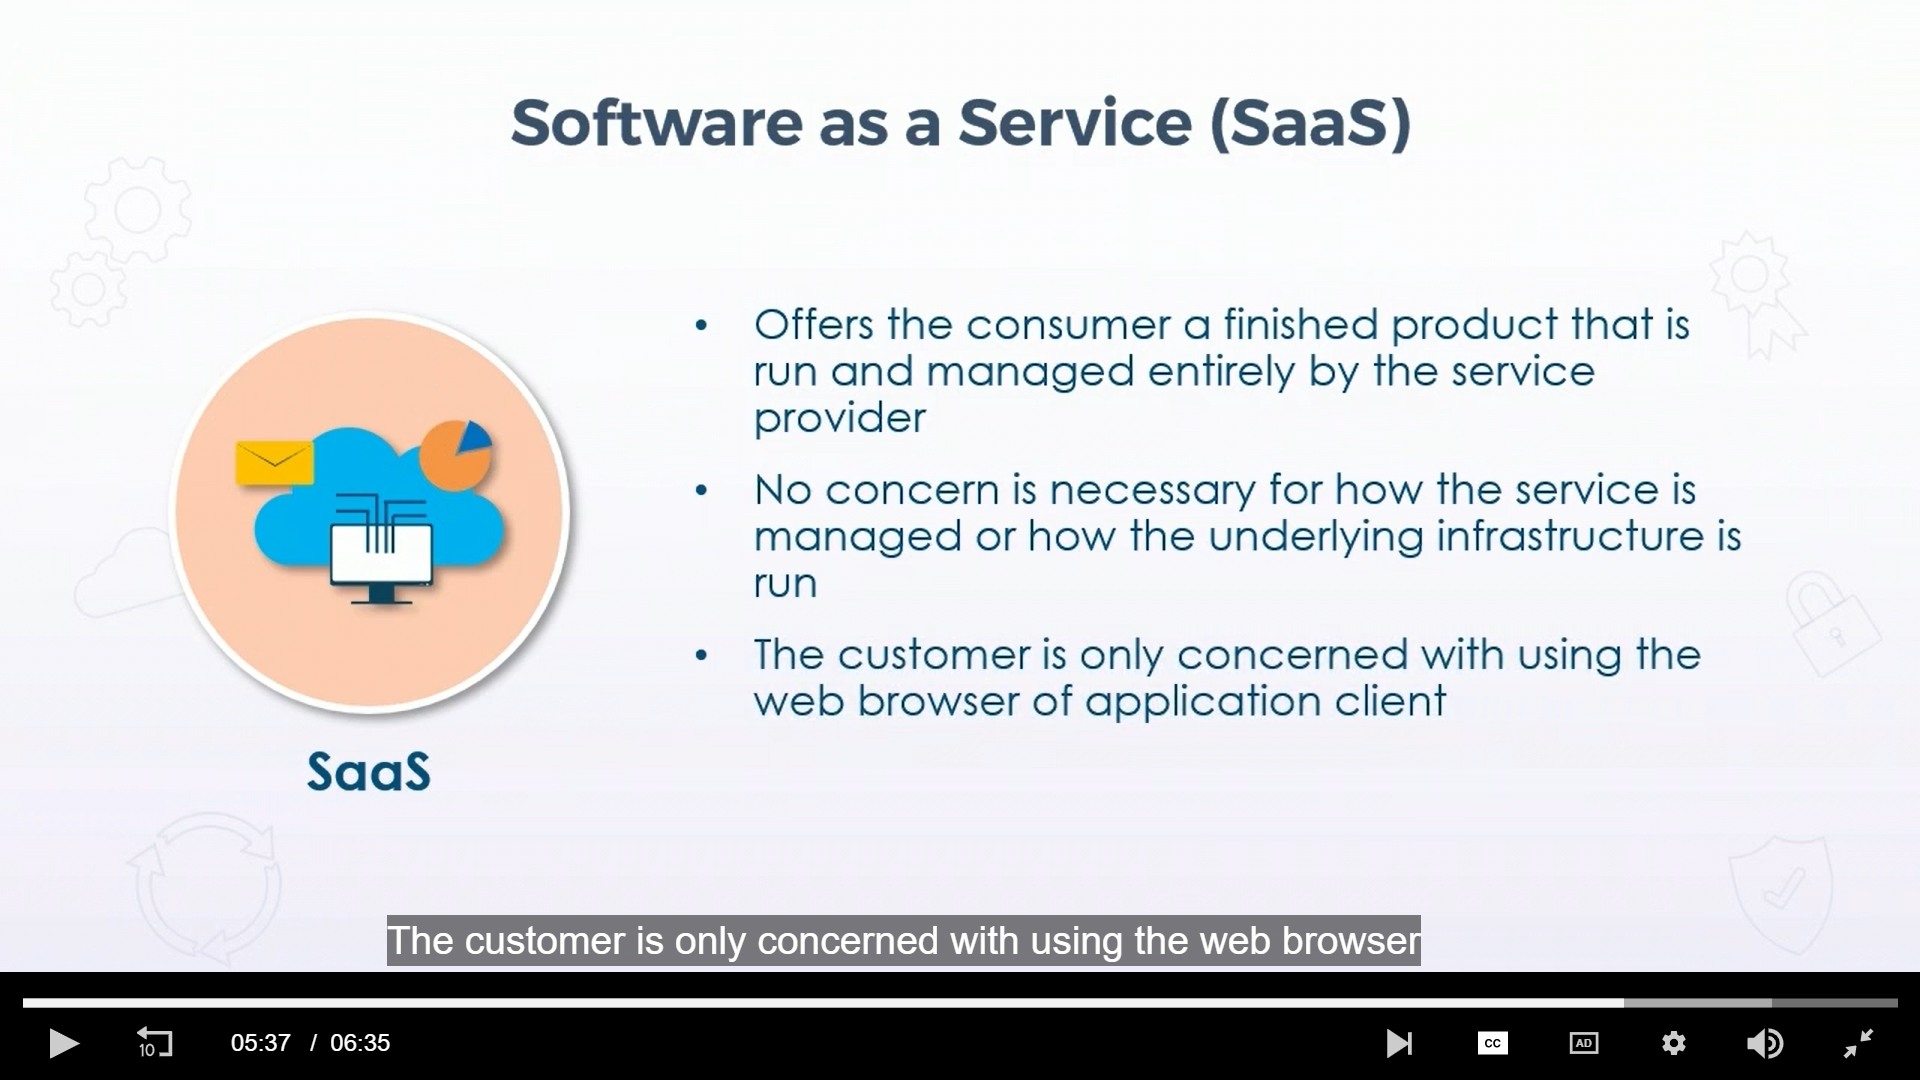 Software as a Service (SaaS)
• Offers the consumer a finished product that is
run and managed entirely by the service
provider
• No concern is necessary for how the service is
managed or how the underlying infrastructure is
run
• The customer is only concerned with using the
web browser of application client
SaaS
The customer is only concerned with using the web browser
10 05:37 / 06:35 CC AD